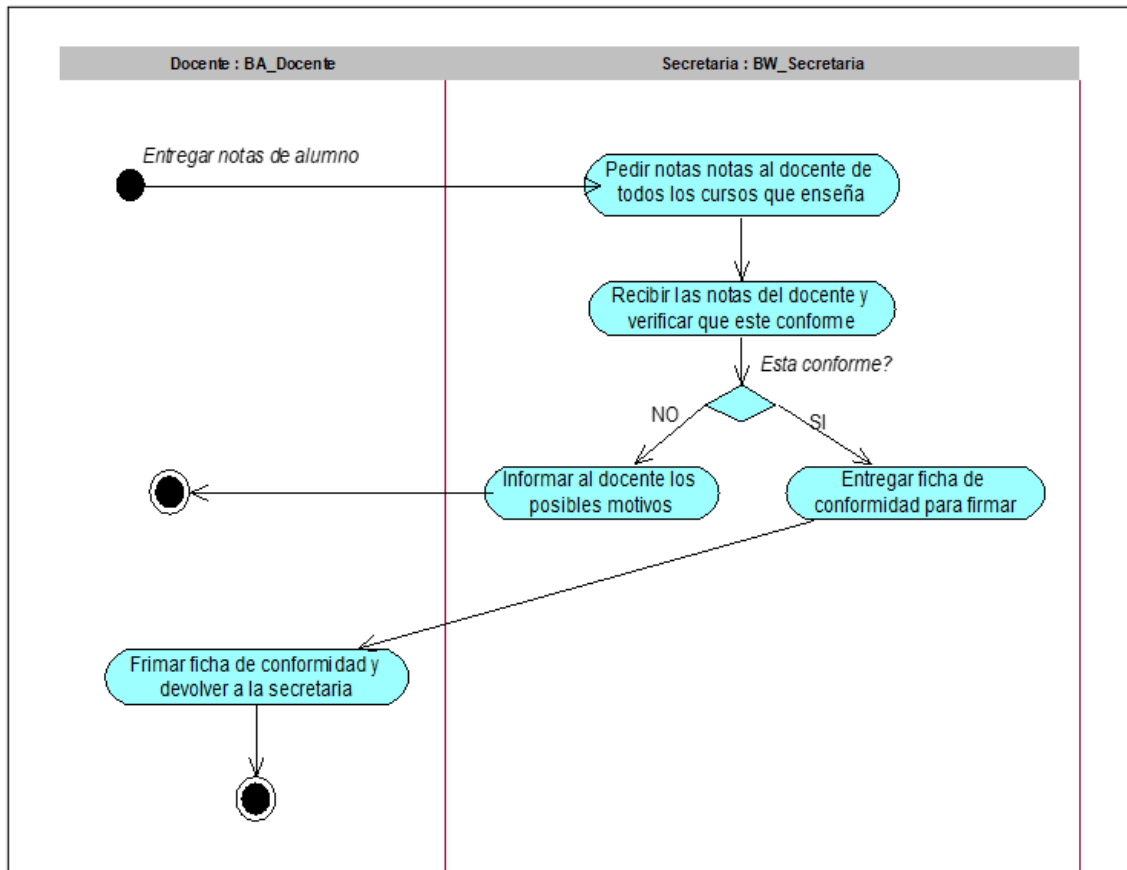 Docente : BA_Docente
Secretaria : BW_Secretaria
Entregar notas de alumno
Pedir notas notas al docente de
todos los cursos que enseña
Recibir las notas del docente y
verificar que este conforme
Esta conforme?
NO
SI
Informar al docente los
posibles motivos
Entregar ficha de
conformidad para firmar
Frimar ficha de conformidad y
devolver a la secretaria